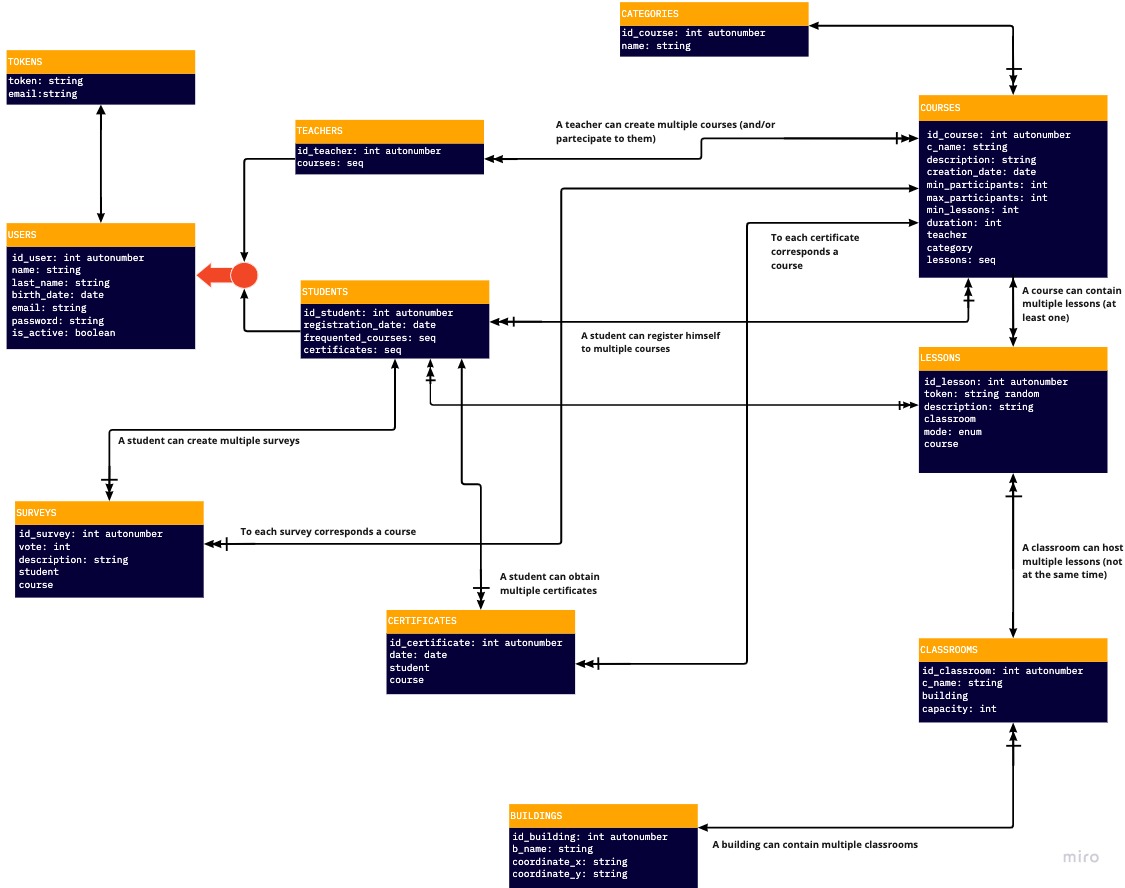 CATEGORIES
id_course: int autonumber
name: string
TOKENS
token: string
email:string
TEACHERS
id_teacher: int autonumber
courses: seq
A teacher can create multiple courses (and/or
partecipate to them)
COURSES
id_course: int autonumber
c_name: string
description: string
creation_date: date
min_participants: int
max_participants: int
min_lessons: int
duration: int
teacher
category
lessons: seq
USERS
id_user: int autonumber
name: string
last_name: string
birth_date: date
email: string
password: string
is_active: boolean
To each certificate
corresponds a
course
STUDENTS
id_student: int autonumber
registration_date: date
frequented_courses: seq
certificates: seq
A student can register himself
to multiple courses
A course can contain
multiple lessons (at
least one)
LESSONS
id_lesson: int autonumber
token: string random
description: string
classroom
mode: enum
course
A student can create multiple surveys
SURVEYS
id_survey: int autonumber
vote: int
description: string
student
course
To each survey corresponds a course
A student can obtain
multiple certificates
A classroom can host
multiple lessons (not
at the same time)
CERTIFICATES
id_certificate: int autonumber
date: date
student
course
CLASSROOMS
id_classroom: int autonumber
c_name: string
building
capacity: int
BUILDINGS
id_building: int autonumber
b_name: string
coordinate_x: string
coordinate_y: string
A building can contain multiple classrooms
miro